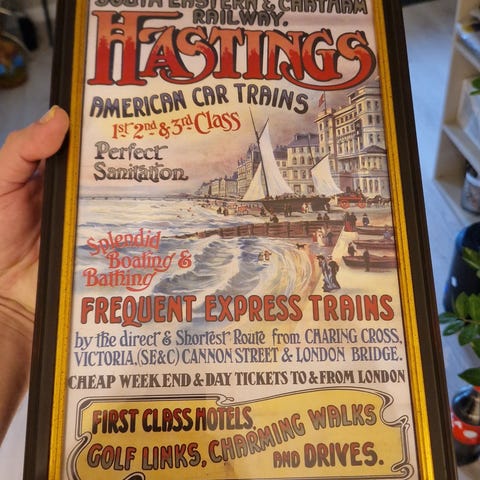 SOUTH EASTERN & CHATHAM
RAILWAY.
HASTINGS
AMERICAN CAR TRAINS
1st 2nd & 3rd Class
Perfect
Sanitation
Splendid
Boating &
Bathing
FREQUENT EXPRESS TRAINS
by the direct & Shortest Route from CHARING CROSS,
VICTORIA, (SE&C) CANNON STREET & LONDON BRIDGE.
CHEAP WEEK END & DAY TICKETS TO & FROM LONDON
FIRST CLASS HOTELS,
GOLF LINKS, CHARMING WALKS
AND DRIVES.